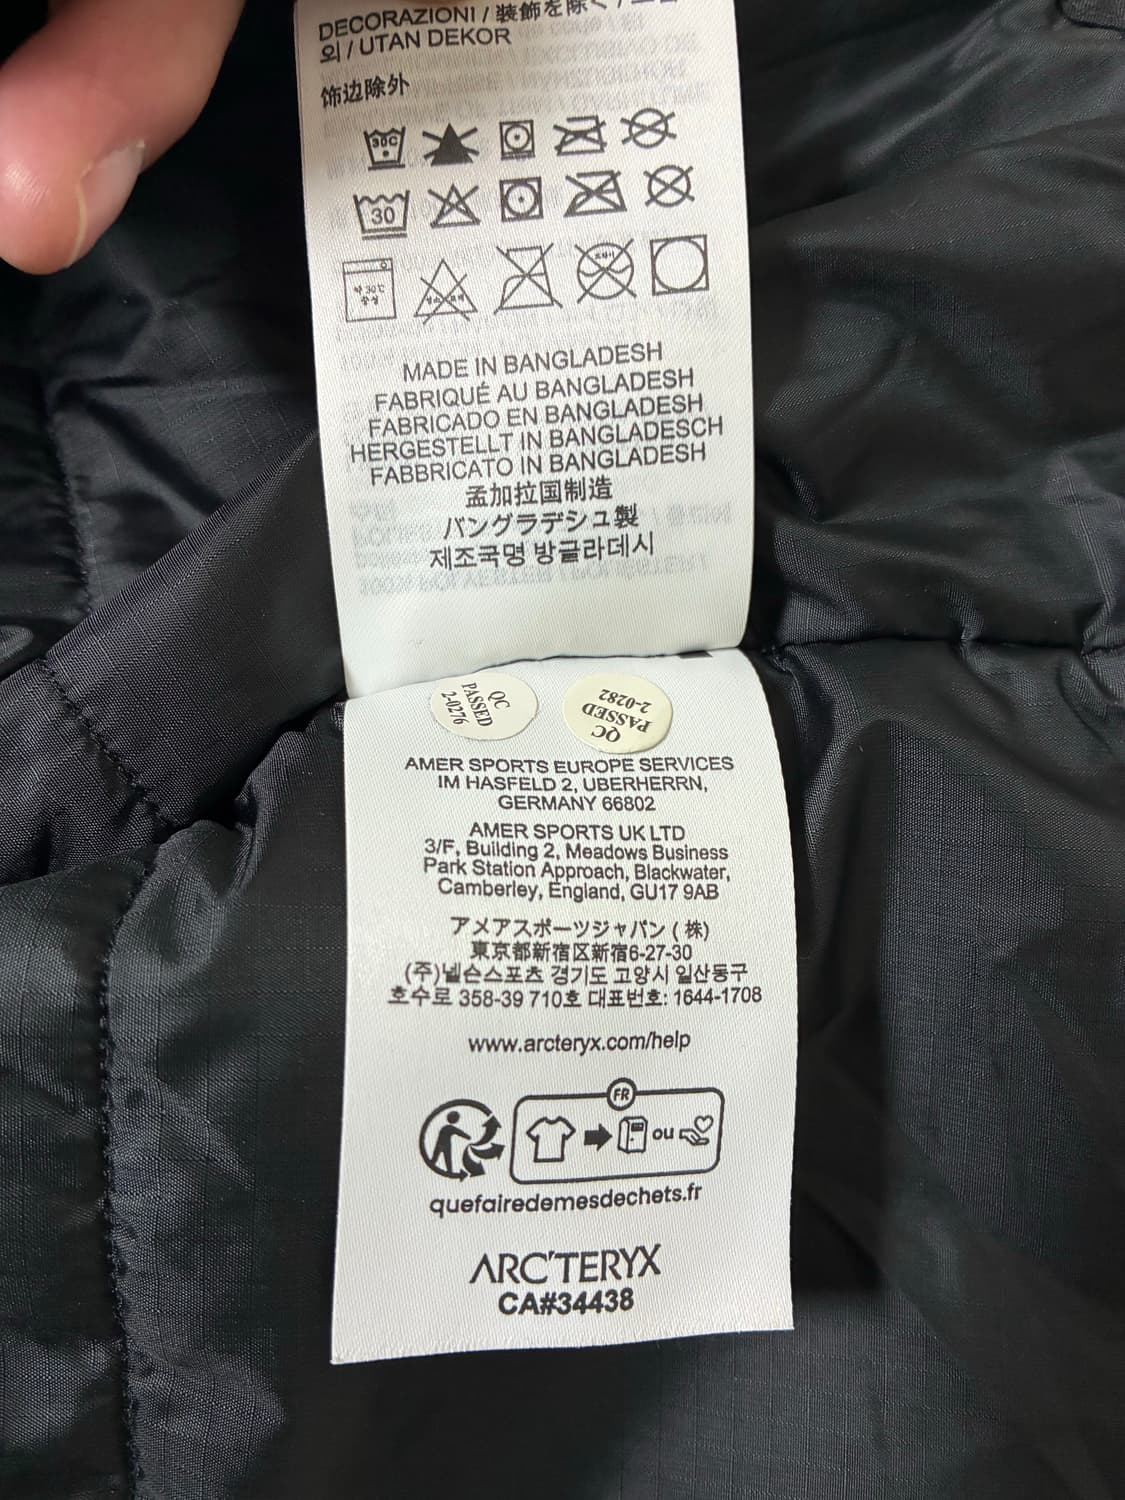 DECORAZIONI / 装飾を除く /
외 / UTAN DEKOR
饰边除外
30C
30
약 30℃
중성
MADE IN BANGLADESH
FABRIQUÉ AU BANGLADESH
FABRICADO EN BANGLADESH
HERGESTELLT IN BANGLADESCH
FABBRICATO IN BANGLADESH
孟加拉国制造
バングラデシュ製
제조국명 방글라데시
QC
PASSED
2-0276
QC
PASSED
2-0282
AMER SPORTS EUROPE SERVICES
IM HASFELD 2, UBERHERRN,
GERMANY 66802
AMER SPORTS UK LTD
3/F, Building 2, Meadows Business
Park Station Approach, Blackwater,
Camberley, England, GU17 9AB
アメアスポーツジャパン ( 株)
東京都新宿区新宿6-27-30
(주)넬슨스포츠 경기도 고양시 일산동구
호수로 358-39 710호 대표번호: 1644-1708
www.arcteryx.com/help
FR
ou
quefairedemesdechets.fr
ARC'TERYX
CA#34438